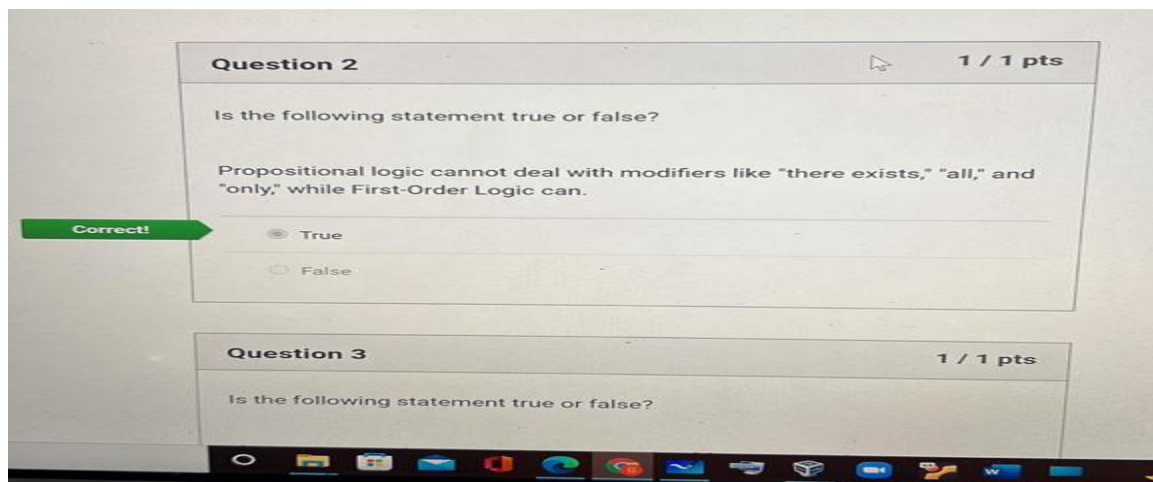 Question 2
1 / 1 pts
Is the following statement true or false?
Propositional logic cannot deal with modifiers like "there exists," "all," and
"only," while First-Order Logic can.
Correct!
True
False
Question 3
1 / 1 pts
Is the following statement true or false?
W